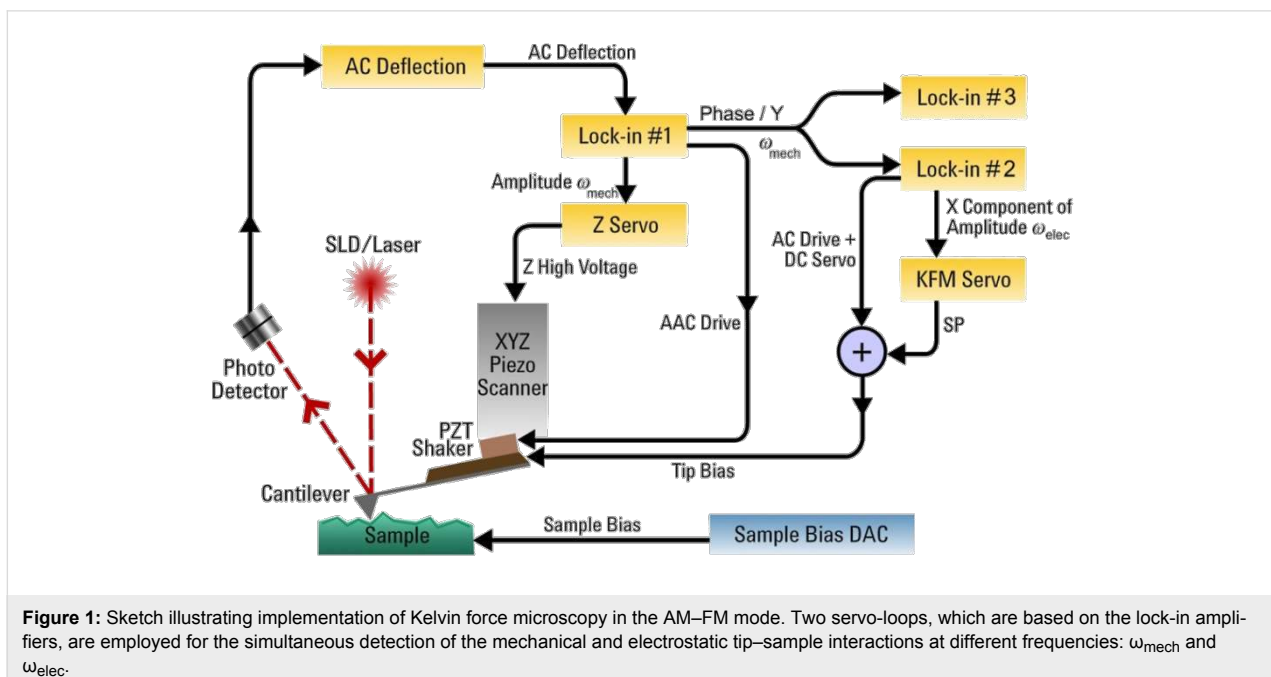 AC Deflection
AC Deflection
Lock-in #1
Phase / Y
ωmech
Lock-in #3
Lock-in #2
Amplitude ωmech
Z Servo
Z High Voltage
X Component of
Amplitude ωelec
AC Drive +
DC Servo
KFM Servo
SP
SLD/Laser
AAC Drive
+
XYZ
Piezo
Scanner
Photo
Detector
PZT
Shaker
Tip Bias
Cantilever
Sample
Sample Bias
Sample Bias DAC
Figure 1: Sketch illustrating implementation of Kelvin force microscopy in the AM–FM mode. Two servo-loops, which are based on the lock-in ampli-
fiers, are employed for the simultaneous detection of the mechanical and electrostatic tip–sample interactions at different frequencies: ωmech and
ωelec.